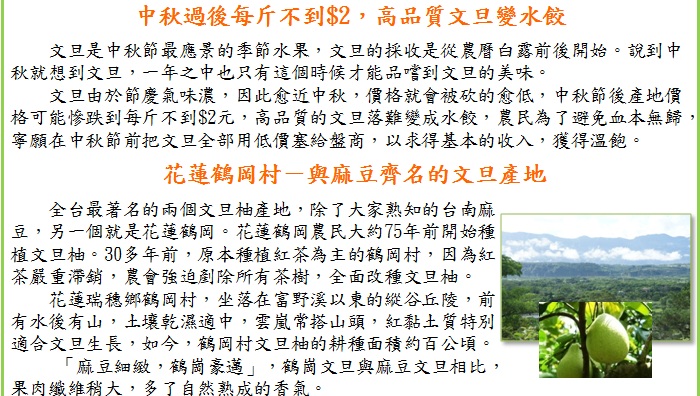 中秋過後每斤不到$2，高品質文旦變水餃
文旦是中秋節最應景的季節水果，文旦的採收是從農曆白露前後開始。說到中
秋就想到文旦，一年之中也只有這個時候才能品嚐到文旦的美味。
文旦由於節慶氣味濃，因此愈近中秋，價格就會被砍的愈低，中秋節後產地價
格可能慘跌到每斤不到$2元，高品質的文旦落難變成水餃，農民為了避免血本無歸，
寧願在中秋節前把文旦全部用低價塞給盤商，以求得基本的收入，獲得溫飽。
花蓮鶴岡村－與麻豆齊名的文旦產地
全台最著名的兩個文旦柚產地，除了大家熟知的台南麻
豆，另一個就是花蓮鶴岡。花蓮鶴岡農民大約75年前開始種
植文旦柚。30多年前，原本種植紅茶為主的鶴岡村，因為紅
茶嚴重滯銷，農會強迫剷除所有茶樹，全面改種文旦柚。
花蓮瑞穗鄉鶴岡村，坐落在富野溪以東的縱谷丘陵，前
有水後有山，土壤乾濕適中，雲嵐常搭山頭，紅黏土質特別
適合文旦生長，如今，鶴岡村文旦柚的耕種面積約百公頃。
「麻豆細緻，鶴崗豪邁」，鶴崗文旦與麻豆文旦相比，
果肉纖維稍大，多了自然熟成的香氣。